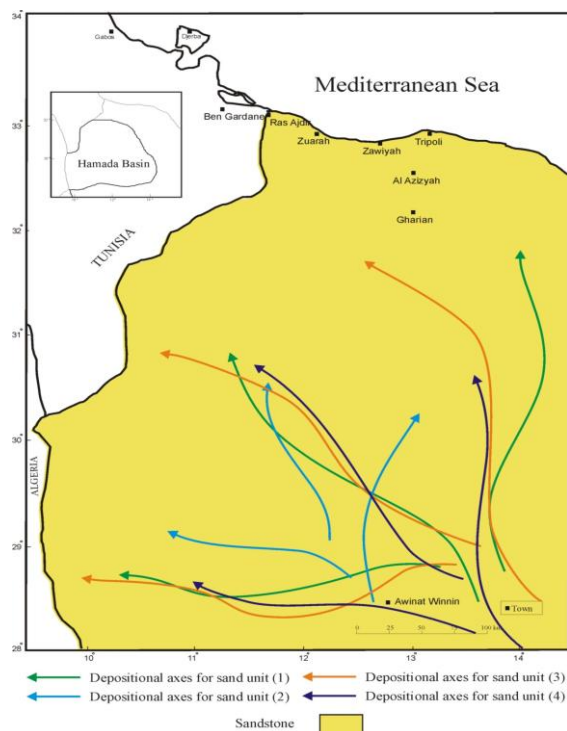 34°
Gabok
Djerba
Mediterranean Sea
Ben Gardane
33°
Ras Ajdir
Zuarah
Tripoli
Zawiyah
Hamada Basin
Al Azizyah
Gharian
32°
TUNISIA
31°
30°
ALGERIA
29°
Awinat Winnin
Town
0 25 50 100 km
28°
10° 11° 12° 13° 14°
Depositional axes for sand unit (1) Depositional axes for sand unit (3)
Depositional axes for sand unit (2) Depositional axes for sand unit (4)
Sandstone